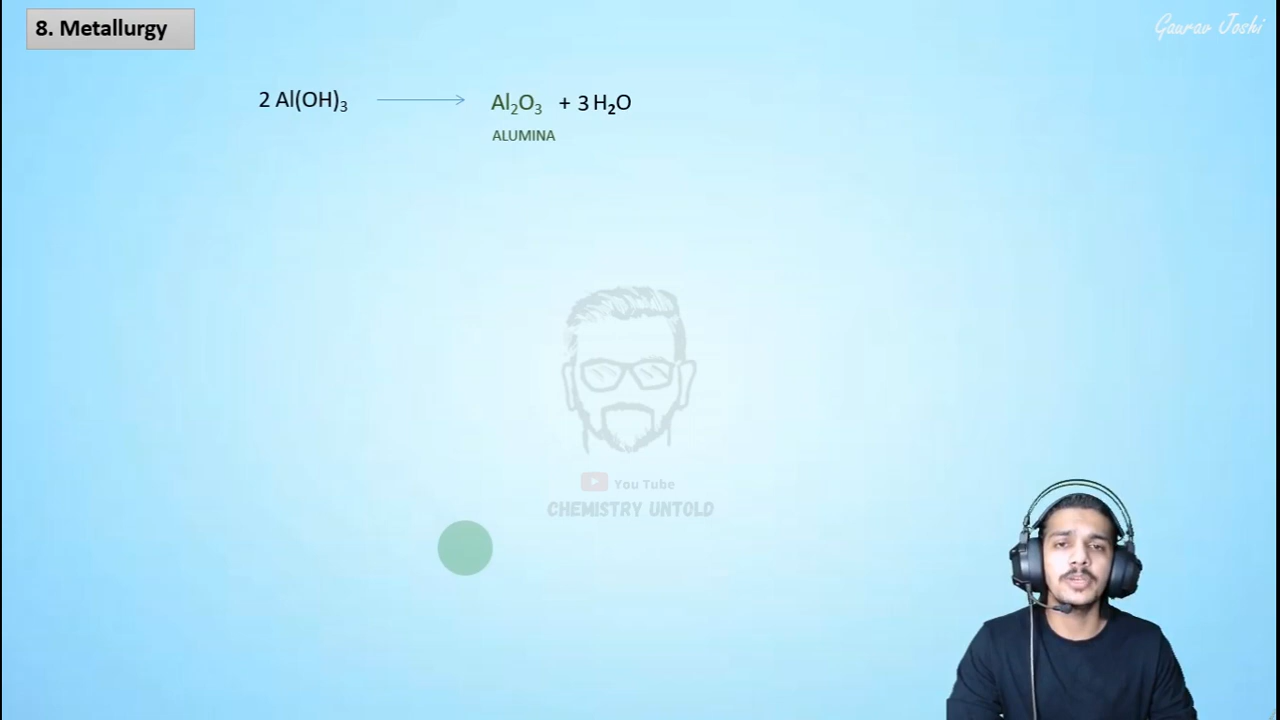 8. Metallurgy
Gaurav Joshi
2 Al(OH)₃ ⟶ Al₂O₃ + 3 H₂O
ALUMINA
You Tube
CHEMISTRY UNTOLD